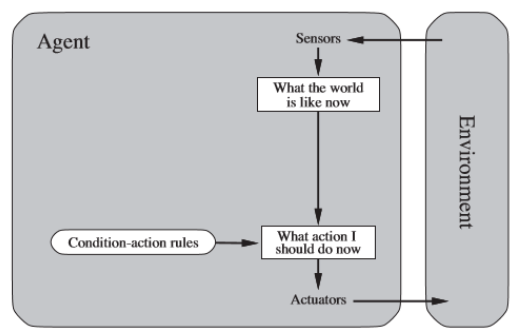 Agent
Sensors
What the world
is like now
Environment
Condition-action rules
What action I
should do now
Actuators